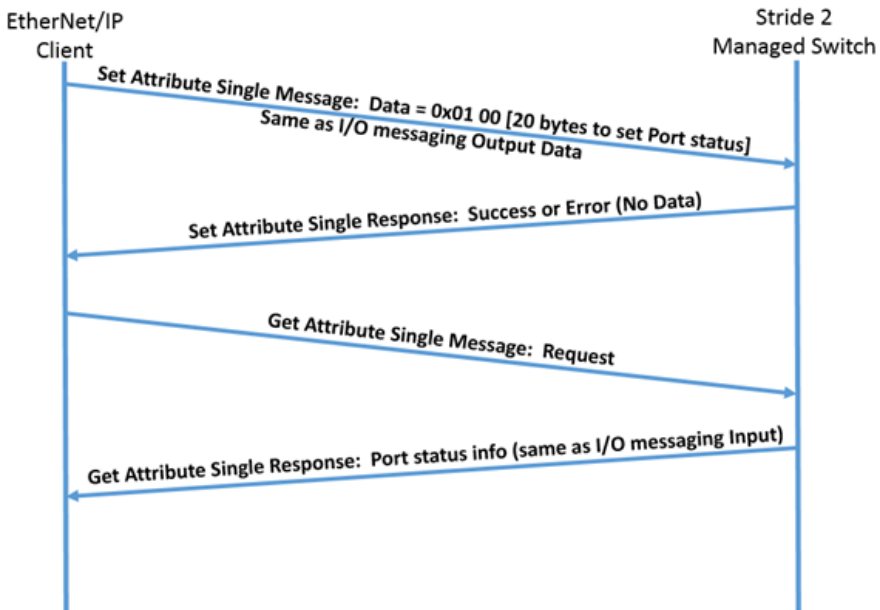 EtherNet/IP
Client
Stride 2
Managed Switch
Set Attribute Single Message:  Data = 0x01 00 [20 bytes to set Port status]
Same as I/O messaging Output Data
Set Attribute Single Response:  Success or Error (No Data)
Get Attribute Single Message:  Request
Get Attribute Single Response:  Port status info (same as I/O messaging Input)